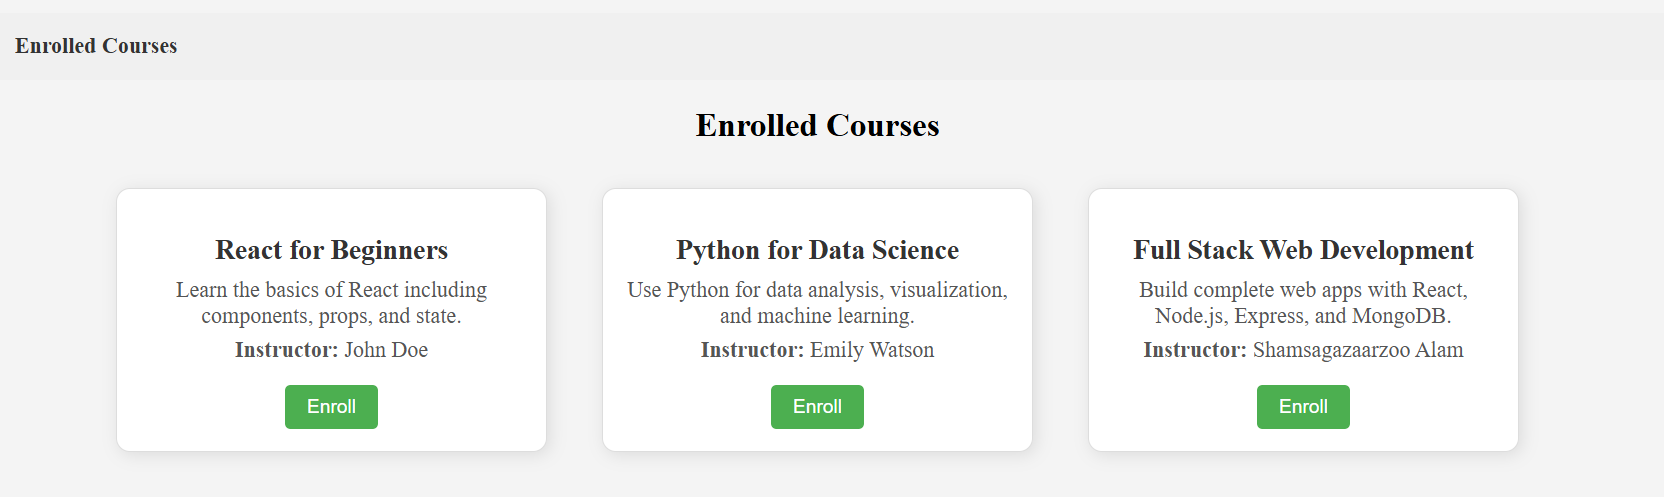 Enrolled Courses
Enrolled Courses
React for Beginners
Learn the basics of React including
components, props, and state.
Instructor: John Doe
Enroll
Python for Data Science
Use Python for data analysis, visualization,
and machine learning.
Instructor: Emily Watson
Enroll
Full Stack Web Development
Build complete web apps with React,
Node.js, Express, and MongoDB.
Instructor: Shamsagazaarzoo Alam
Enroll